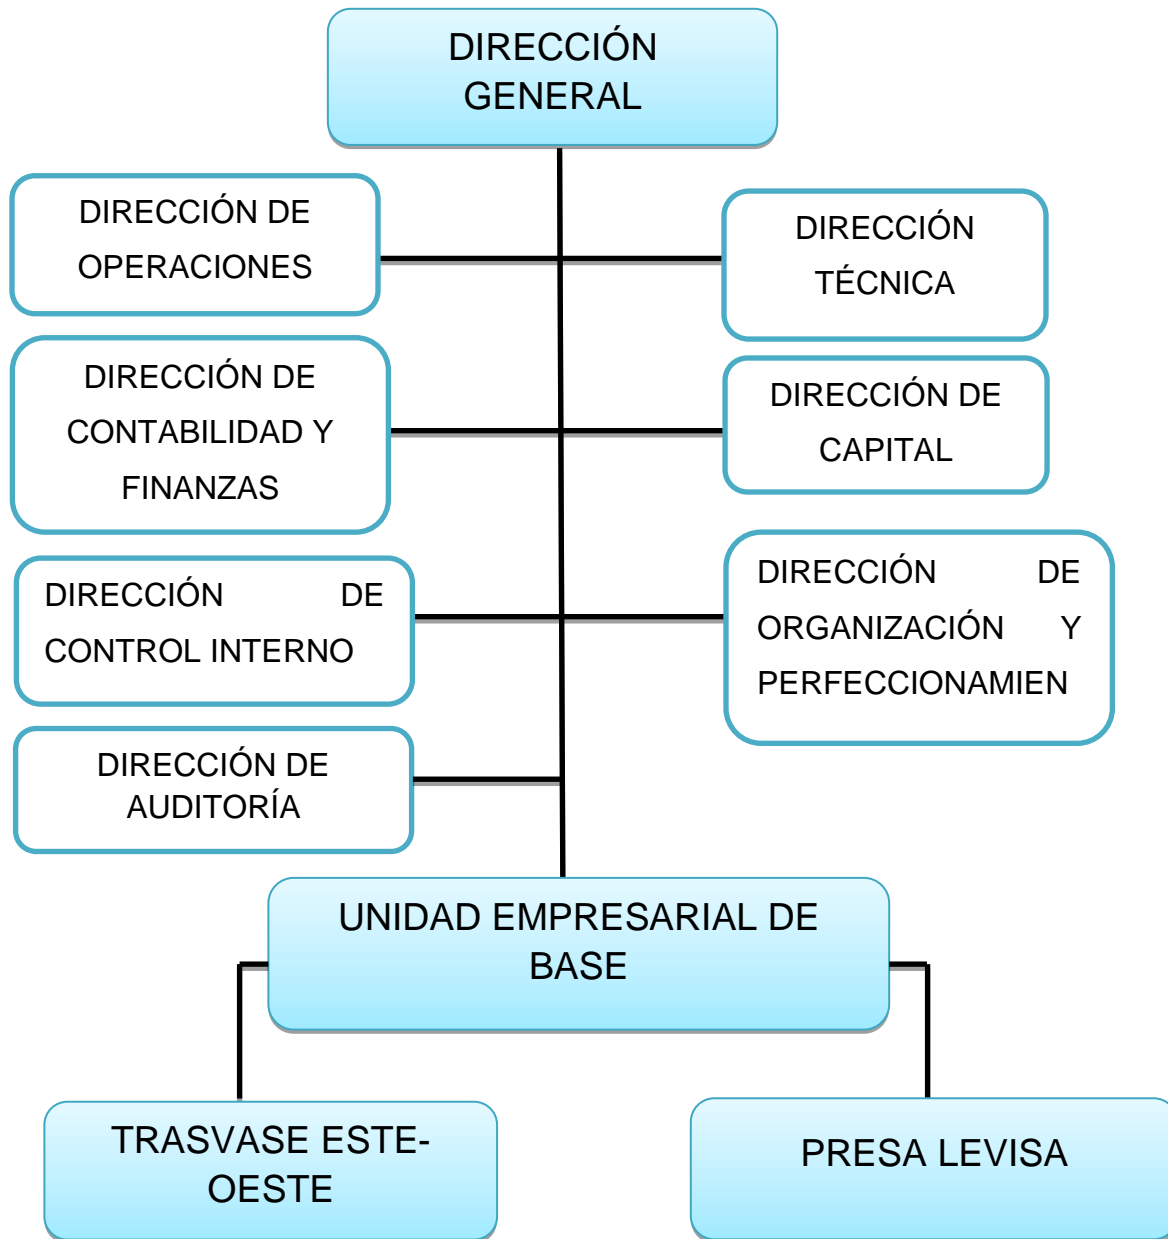 DIRECCIÓN
GENERAL
DIRECCIÓN DE
OPERACIONES
DIRECCIÓN
TÉCNICA
DIRECCIÓN DE
CONTABILIDAD Y
FINANZAS
DIRECCIÓN DE
CAPITAL
DIRECCIÓN DE
CONTROL INTERNO
DIRECCIÓN DE
ORGANIZACIÓN Y
PERFECCIONAMIEN
DIRECCIÓN DE
AUDITORÍA
UNIDAD EMPRESARIAL DE
BASE
TRASVASE ESTE-
OESTE
PRESA LEVISA